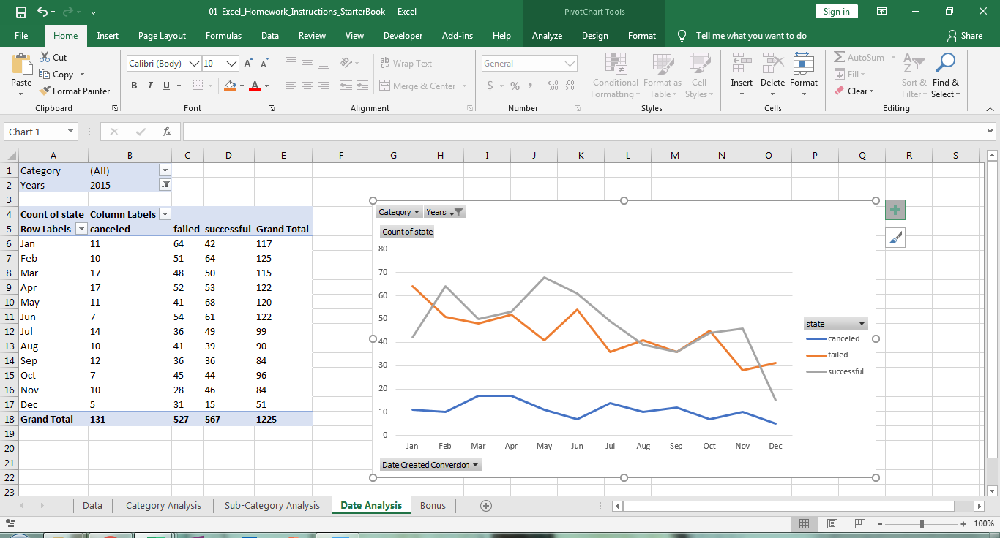 01-Excel_Homework_Instructions_StarterBook - Excel
PivotChart Tools
Sign in
File Home Insert Page Layout Formulas Data Review View Developer Add-ins Help Analyze Design Format Tell me what you want to do Share
Paste
Cut
Copy
Format Painter
Clipboard
Calibri (Body) 10 A A
B I U A
Font
ab Wrap Text
Merge & Center
Alignment
General
$ % , .00 .0
Number
Conditional Formatting
Format as Table
Cell Styles
Styles
Insert Delete Format
Cells
AutoSum
Fill
Clear
Sort & Filter
Find & Select
Editing
Chart 1 fx
A B C D E F G H I J K L M N O P Q R S
1 Category (All)
2 Years 2015
3
4 Count of state Column Labels
5 Row Labels canceled failed successful Grand Total
6 Jan 11 64 42 117
7 Feb 10 51 64 125
8 Mar 17 48 50 115
9 Apr 17 52 53 122
10 May 11 41 68 120
11 Jun 7 54 61 122
12 Jul 14 36 49 99
13 Aug 10 41 39 90
14 Sep 12 36 36 84
15 Oct 7 45 44 96
16 Nov 10 28 46 84
17 Dec 5 31 15 51
18 Grand Total 131 527 567 1225
19
20
21
22
23
Category Years
Count of state
80
70
60
50
40
30
20
10
0
Jan Feb Mar Apr May Jun Jul Aug Sep Oct Nov Dec
Date Created Conversion
state
canceled
failed
successful
Data Category Analysis Sub-Category Analysis Date Analysis Bonus
100%